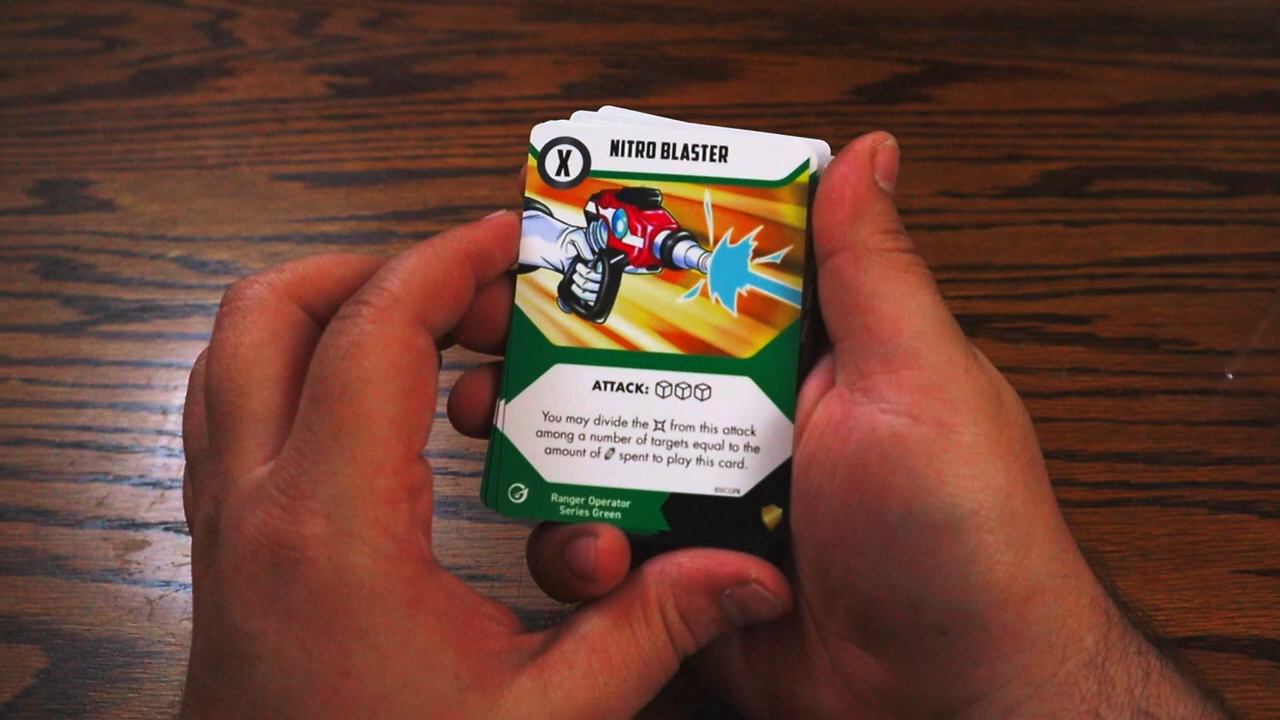 X
NITRO BLASTER
ATTACK:
You may divide the from this attack
among a number of targets equal to the
amount of spent to play this card.
Ranger Operator
Series Green